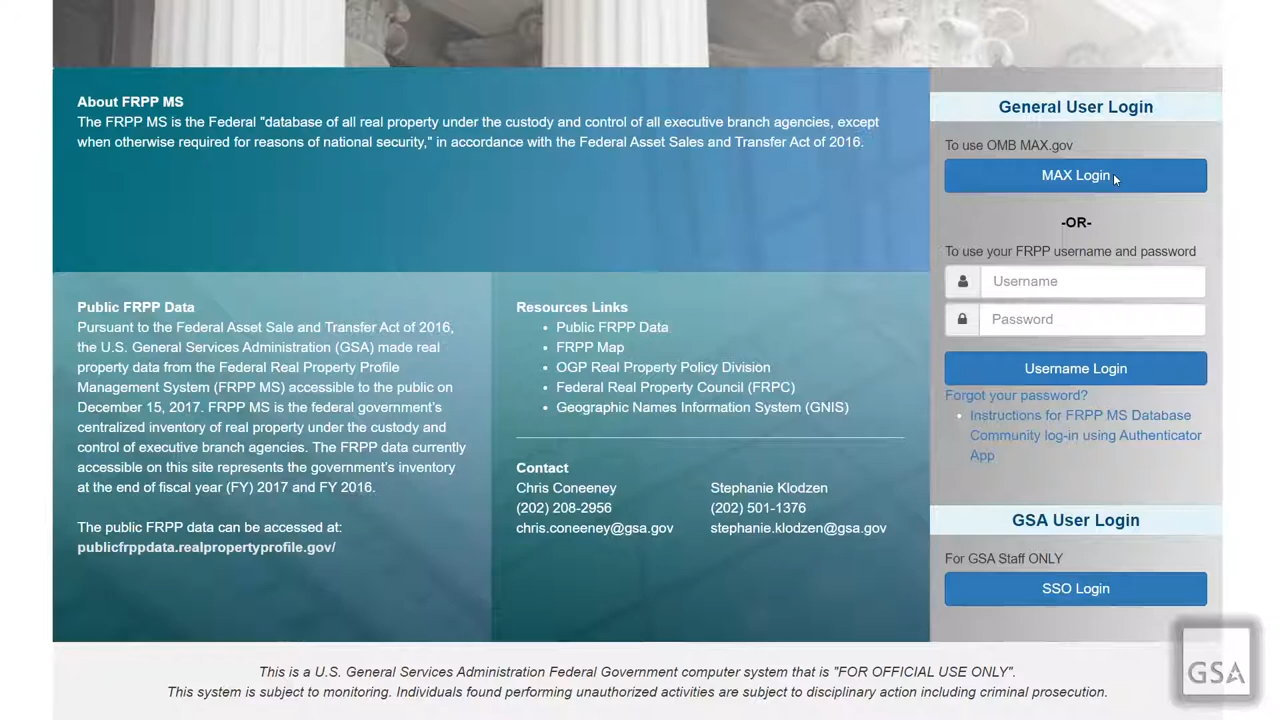 About FRPP MS
The FRPP MS is the Federal "database of all real property under the custody and control of all executive branch agencies, except
when otherwise required for reasons of national security," in accordance with the Federal Asset Sales and Transfer Act of 2016.
Public FRPP Data
Pursuant to the Federal Asset Sale and Transfer Act of 2016,
the U.S. General Services Administration (GSA) made real
property data from the Federal Real Property Profile
Management System (FRPP MS) accessible to the public on
December 15, 2017. FRPP MS is the federal government's
centralized inventory of real property under the custody and
control of executive branch agencies. The FRPP data currently
accessible on this site represents the government's inventory
at the end of fiscal year (FY) 2017 and FY 2016.
The public FRPP data can be accessed at:
publicfrppdata.realpropertyprofile.gov/
Resources Links
• Public FRPP Data
• FRPP Map
• OGP Real Property Policy Division
• Federal Real Property Council (FRPC)
• Geographic Names Information System (GNIS)
Contact
Chris Coneeney
(202) 208-2956
chris.coneeney@gsa.gov
Stephanie Klodzen
(202) 501-1376
stephanie.klodzen@gsa.gov
General User Login
To use OMB MAX.gov
MAX Login
-OR-
To use your FRPP username and password
Username
Password
Username Login
Forgot your password?
• Instructions for FRPP MS Database
Community log-in using Authenticator
App
GSA User Login
For GSA Staff ONLY
SSO Login
This is a U.S. General Services Administration Federal Government computer system that is "FOR OFFICIAL USE ONLY".
This system is subject to monitoring. Individuals found performing unauthorized activities are subject to disciplinary action including criminal prosecution.
GSA